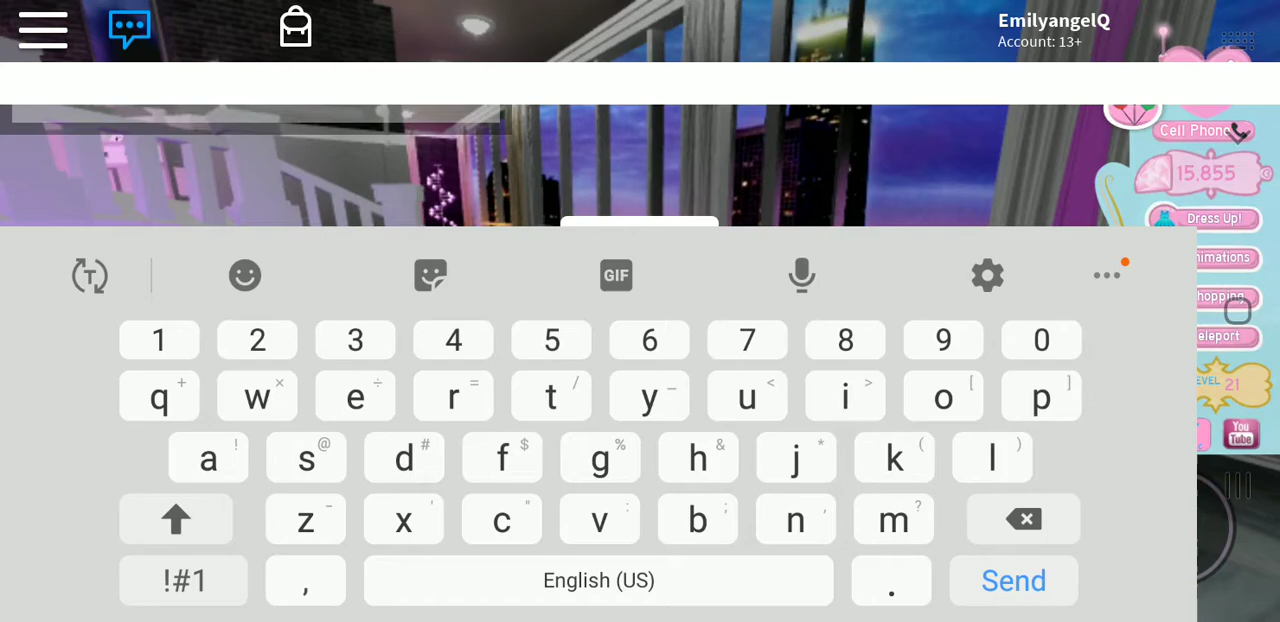 EmilyangelQ
Account: 13+
Cell Phone
15.855
Dress Up!
nimations
hopping
eleport
EVEL 21
You
Tube
T
GIF
1 2 3 4 5 6 7 8 9 0
q + w × e ÷ r = t / y _ u < i > o [ p ]
a ! s @ d # f $ g % h & j * k ( l )
z - x ' c " v : b ; n , m ?
!#1 , English (US) . Send